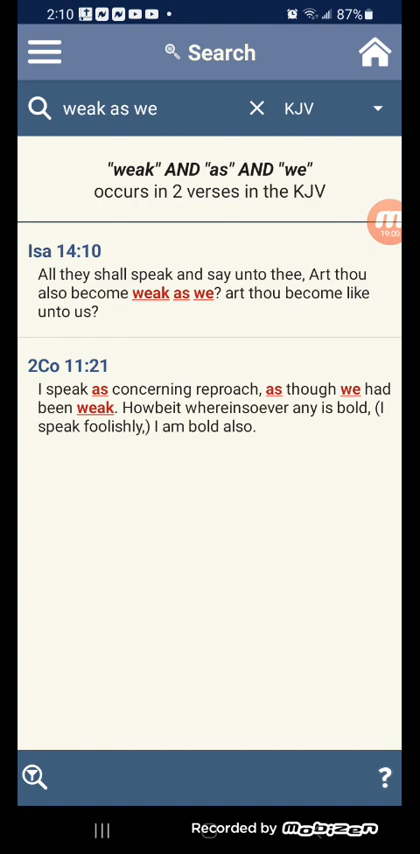 2:10 87%
Search
weak as we KJV
"weak" AND "as" AND "we"
occurs in 2 verses in the KJV
19:00
Isa 14:10
All they shall speak and say unto thee, Art thou
also become weak as we? art thou become like
unto us?
2Co 11:21
I speak as concerning reproach, as though we had
been weak. Howbeit whereinsoever any is bold, (I
speak foolishly,) I am bold also.
?
Recorded by mobizen